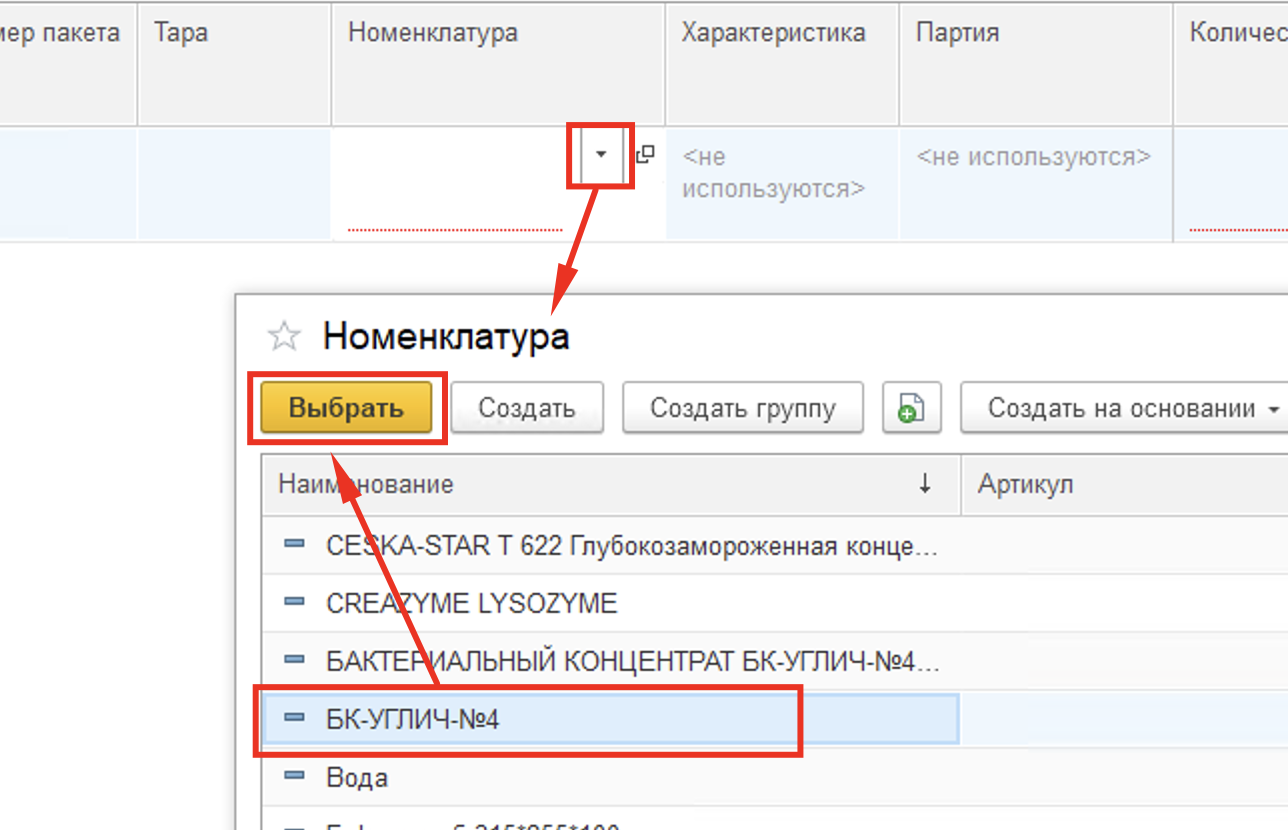 мер пакета Тара Номенклатура Характеристика Партия Количес
<не <не используются>
используются>
Номенклатура
Выбрать Создать Создать группу Создать на основании
Наименование ↓ Артикул
CESKA-STAR T 622 Глубокозамороженная конце...
CREAZYME LYSOZYME
БАКТЕРИАЛЬНЫЙ КОНЦЕНТРАТ БК-УГЛИЧ-№4...
БК-УГЛИЧ-№4
Вода